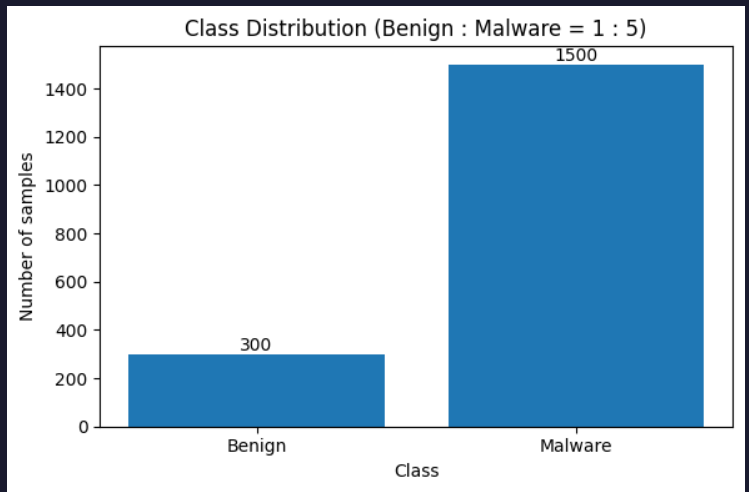 Class Distribution (Benign : Malware = 1 : 5)
1500
1400
1200
1000
800
600
400
300
200
0
Number of samples
Benign
Malware
Class